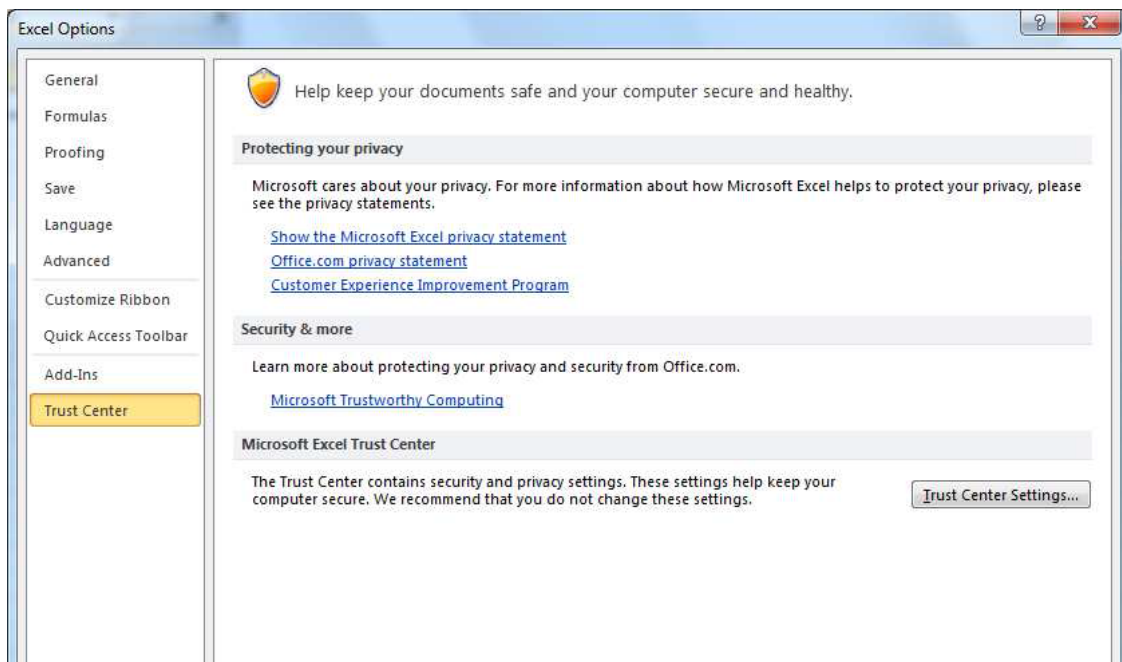 Excel Options
General
Formulas
Proofing
Save
Language
Advanced
Customize Ribbon
Quick Access Toolbar
Add-Ins
Trust Center
Help keep your documents safe and your computer secure and healthy.
Protecting your privacy
Microsoft cares about your privacy. For more information about how Microsoft Excel helps to protect your privacy, please
see the privacy statements.
Show the Microsoft Excel privacy statement
Office.com privacy statement
Customer Experience Improvement Program
Security & more
Learn more about protecting your privacy and security from Office.com.
Microsoft Trustworthy Computing
Microsoft Excel Trust Center
The Trust Center contains security and privacy settings. These settings help keep your
computer secure. We recommend that you do not change these settings.
Trust Center Settings...